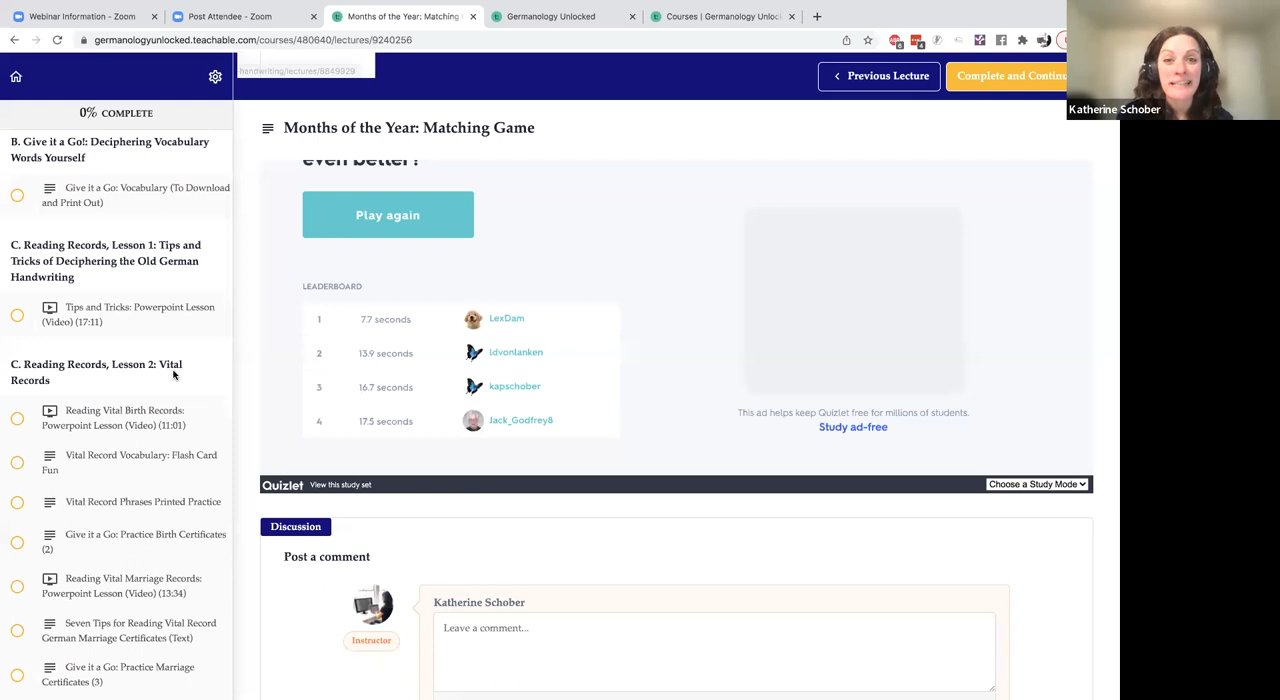 Webinar Information - Zoom
Post Attendee - Zoom
Months of the Year: Matching
Germanology Unlocked
Courses | Germanology Unloc
germanologyunlocked.teachable.com/courses/480640/lectures/9240256
6
4
handwriting/lectures/8849929
Previous Lecture
Complete and Continu
Katherine Schober
0% COMPLETE
B. Give it a Go!: Deciphering Vocabulary
Words Yourself
Give it a Go: Vocabulary (To Download
and Print Out)
C. Reading Records, Lesson 1: Tips and
Tricks of Deciphering the Old German
Handwriting
Tips and Tricks: Powerpoint Lesson
(Video) (17:11)
C. Reading Records, Lesson 2: Vital
Records
Reading Vital Birth Records:
Powerpoint Lesson (Video) (11:01)
Vital Record Vocabulary: Flash Card
Fun
Vital Record Phrases Printed Practice
Give it a Go: Practice Birth Certificates
(2)
Reading Vital Marriage Records:
Powerpoint Lesson (Video) (13:34)
Seven Tips for Reading Vital Record
German Marriage Certificates (Text)
Give it a Go: Practice Marriage
Certificates (3)
Months of the Year: Matching Game
even better!
Play again
LEADERBOARD
1 7.7 seconds LexDam
2 13.9 seconds ldvonlanken
3 16.7 seconds kapschober
4 17.5 seconds Jack_Godfrey8
This ad helps keep Quizlet free for millions of students.
Study ad-free
Quizlet View this study set
Choose a Study Mode
Discussion
Post a comment
Katherine Schober
Leave a comment...
Instructor